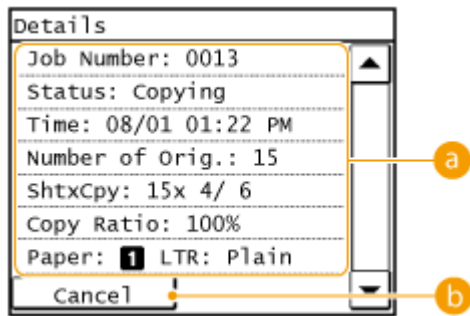 Details
Job Number: 0013
Status: Copying
Time: 08/01 01:22 PM
Number of Orig.: 15
ShtxCpy: 15x 4/ 6
Copy Ratio: 100%
Paper: 1 LTR: Plain
Cancel
a
b